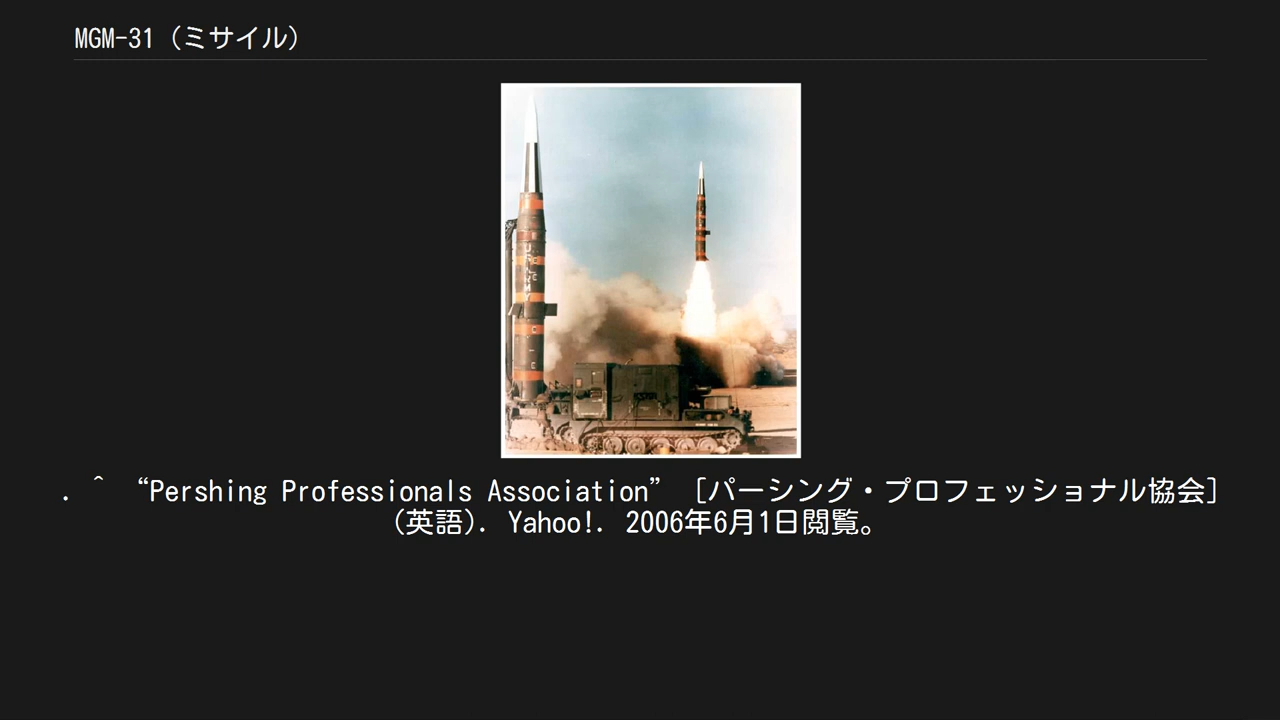 MGM-31（ミサイル）
. ^ “Pershing Professionals Association” [パーシング・プロフェッショナル協会]
(英語). Yahoo!. 2006年6月1日閲覧。